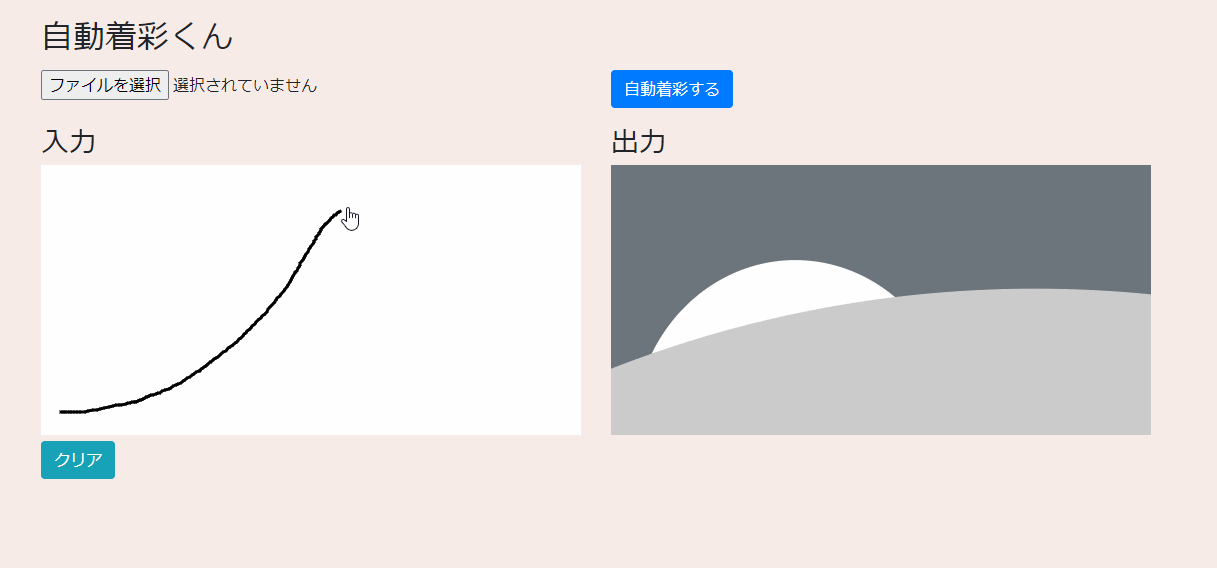 自動着彩くん
ファイルを選択 選択されていません
自動着彩する
入力
出力
クリア